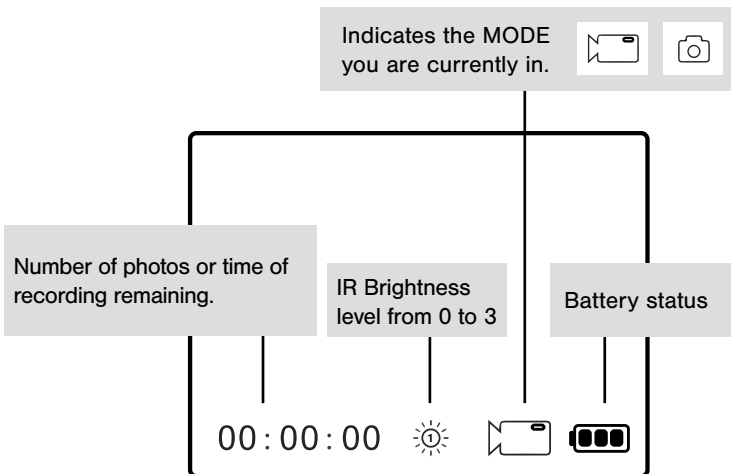 Indicates the MODE
you are currently in.
Number of photos or time of
recording remaining.
IR Brightness
level from 0 to 3
Battery status
00:00:00
1